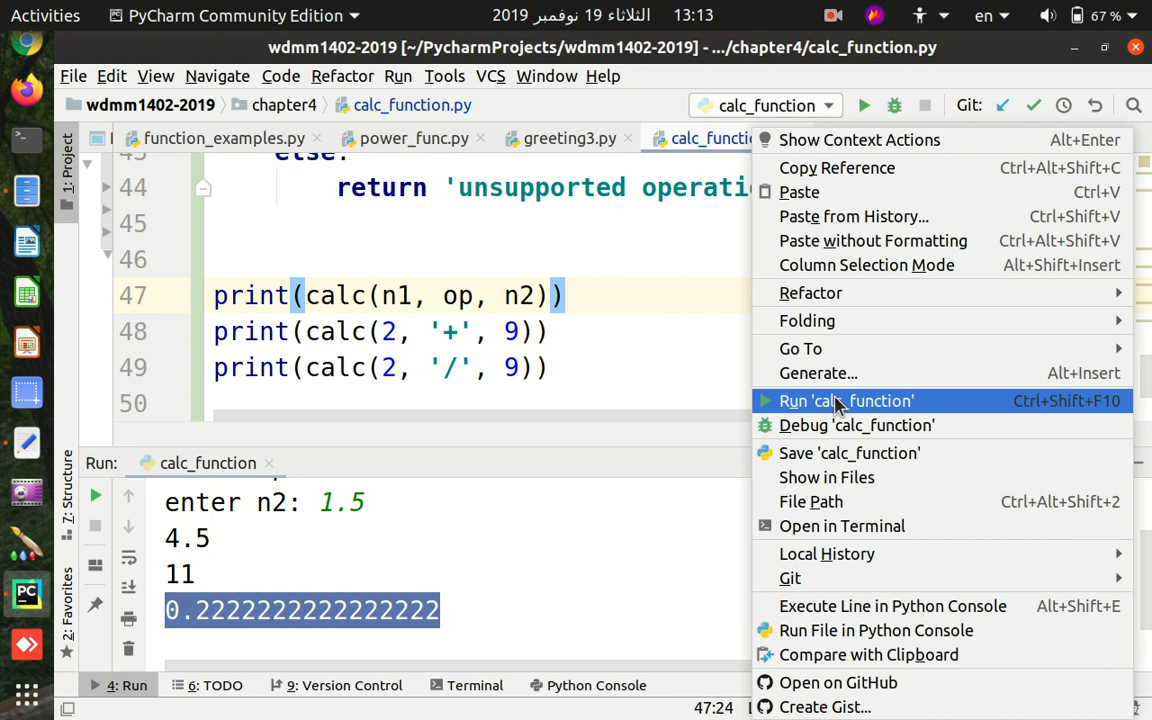 Activities PyCharm Community Edition الثلاثاء 19 نوفمبر 2019 13:13 en 67 %
wdmm1402-2019 [~/PycharmProjects/wdmm1402-2019] - .../chapter4/calc_function.py
File Edit View Navigate Code Refactor Run Tools VCS Window Help
wdmm1402-2019 chapter4 calc_function.py calc_function Git:
1: Project function_examples.py power_func.py greeting3.py calc_functi
else:
44 return 'unsupported operati
45
46
47 print(calc(n1, op, n2))
48 print(calc(2, '+', 9))
49 print(calc(2, '/', 9))
50
Show Context Actions Alt+Enter
Copy Reference Ctrl+Alt+Shift+C
Paste Ctrl+V
Paste from History... Ctrl+Shift+V
Paste without Formatting Ctrl+Alt+Shift+V
Column Selection Mode Alt+Shift+Insert
Refactor
Folding
Go To
Generate... Alt+Insert
Run 'calc_function' Ctrl+Shift+F10
Debug 'calc_function'
Save 'calc_function'
Show in Files
File Path Ctrl+Alt+Shift+2
Open in Terminal
Local History
Git
Execute Line in Python Console Alt+Shift+E
Run File in Python Console
Compare with Clipboard
Open on GitHub
Create Gist...
7: Structure
2: Favorites
Run: calc_function
enter n2: 1.5
4.5
11
0.2222222222222222
4: Run 6: TODO 9: Version Control Terminal Python Console
47:24